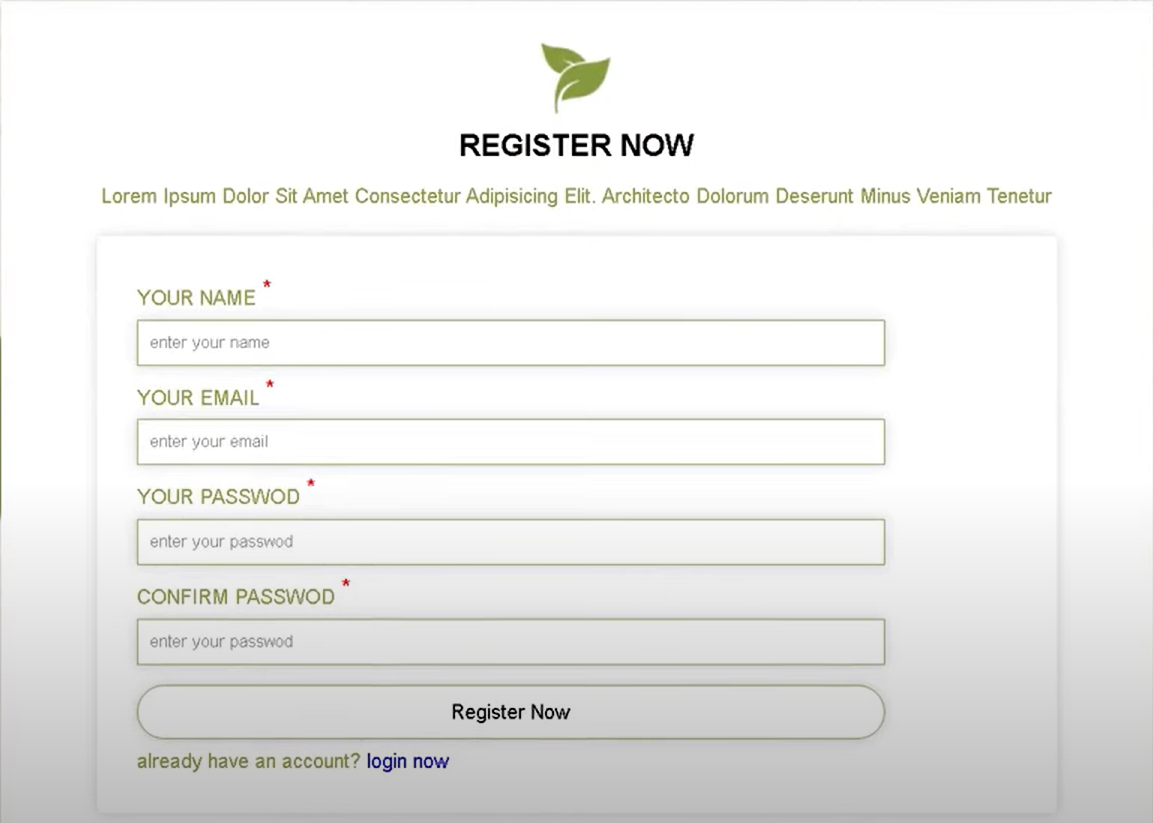 REGISTER NOW
Lorem Ipsum Dolor Sit Amet Consectetur Adipisicing Elit. Architecto Dolorum Deserunt Minus Veniam Tenetur
YOUR NAME *
enter your name
YOUR EMAIL *
enter your email
YOUR PASSWOD *
enter your passwod
CONFIRM PASSWOD *
enter your passwod
Register Now
already have an account? login now